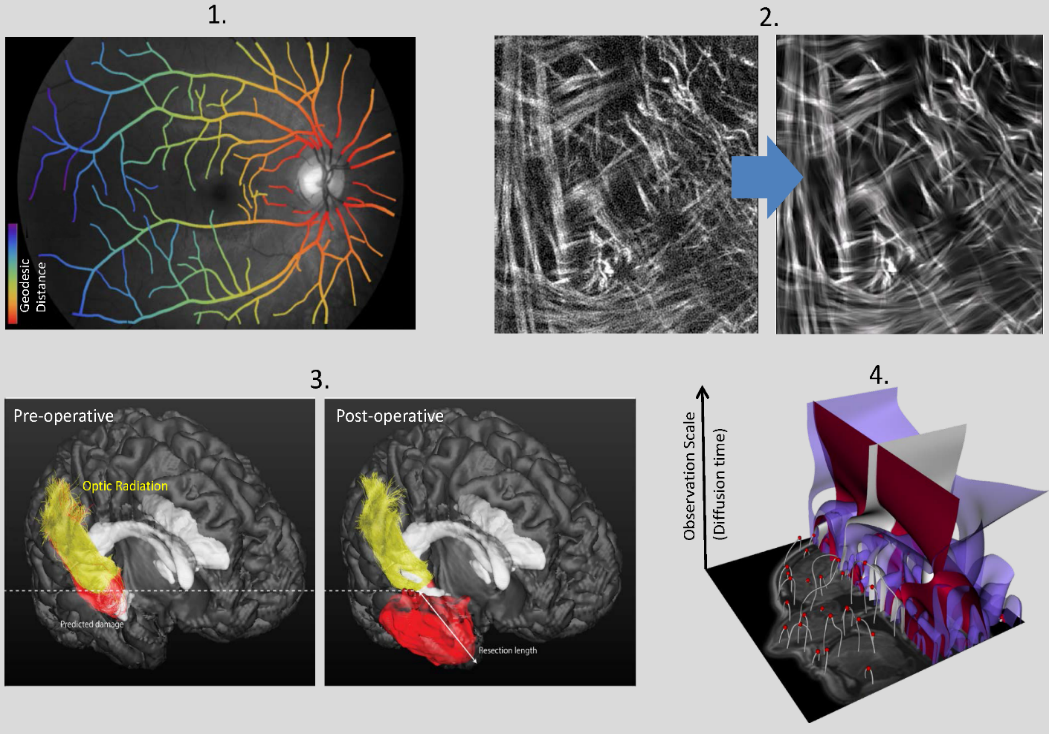 1.
2.
Geodesic
Distance
3.
4.
Pre-operative
Post-operative
Optic Radiation
Predicted damage
Resection length
Observation Scale
(Diffusion time)